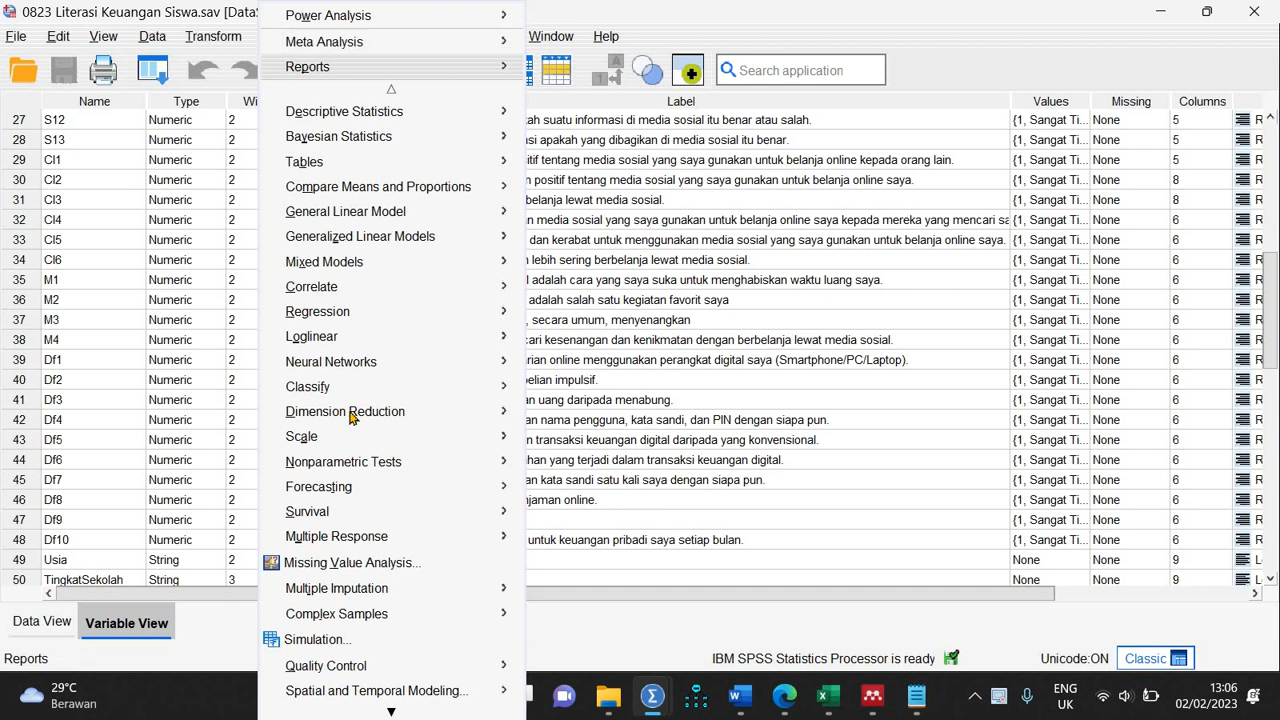 0823 Literasi Keuangan Siswa.sav [DataS
File Edit View Data Transform Window Help
Search application
Power Analysis
Meta Analysis
Reports
Descriptive Statistics
Bayesian Statistics
Tables
Compare Means and Proportions
General Linear Model
Generalized Linear Models
Mixed Models
Correlate
Regression
Loglinear
Neural Networks
Classify
Dimension Reduction
Scale
Nonparametric Tests
Forecasting
Survival
Multiple Response
Missing Value Analysis...
Multiple Imputation
Complex Samples
Simulation...
Quality Control
Spatial and Temporal Modeling...
Name Type Wi Label Values Missing Columns
27 S12 Numeric 2 kah suatu informasi di media sosial itu benar atau salah. {1, Sangat Ti... None 5 R
28 S13 Numeric 2 si apakah yang dibagikan di media sosial itu benar. {1, Sangat Ti... None 5 R
29 CI1 Numeric 2 itif tentang media sosial yang saya gunakan untuk belanja online kepada orang lain. {1, Sangat Ti... None 5 R
30 CI2 Numeric 2 n positif tentang media sosial yang saya gunakan untuk belanja online saya. {1, Sangat Ti... None 8 R
31 CI3 Numeric 2 belanja lewat media sosial. {1, Sangat Ti... None 8 R
32 CI4 Numeric 2 n media sosial yang saya gunakan untuk belanja online saya kepada mereka yang mencari sa {1, Sangat Ti... None 6 R
33 CI5 Numeric 2 dan kerabat untuk menggunakan media sosial yang saya gunakan untuk belanja online saya. {1, Sangat Ti... None 6 R
34 CI6 Numeric 2 n lebih sering berbelanja lewat media sosial. {1, Sangat Ti... None 6 R
35 M1 Numeric 2 l adalah cara yang saya suka untuk menghabiskan waktu luang saya. {1, Sangat Ti... None 6 R
36 M2 Numeric 2 adalah salah satu kegiatan favorit saya {1, Sangat Ti... None 6 R
37 M3 Numeric 2 , secara umum, menyenangkan {1, Sangat Ti... None 6 R
38 M4 Numeric 2 cari kesenangan dan kenikmatan dengan berbelanja lewat media sosial. {1, Sangat Ti... None 6 R
39 Df1 Numeric 2 rian online menggunakan perangkat digital saya (Smartphone/PC/Laptop). {1, Sangat Ti... None 6 R
40 Df2 Numeric 2 belian impulsif. {1, Sangat Ti... None 6 R
41 Df3 Numeric 2 n uang daripada menabung. {1, Sangat Ti... None 6 R
42 Df4 Numeric 2 an nama pengguna, kata sandi, dan PIN dengan siapa pun. {1, Sangat Ti... None 6 R
43 Df5 Numeric 2 n transaksi keuangan digital daripada yang konvensional. {1, Sangat Ti... None 6 R
44 Df6 Numeric 2 han yang terjadi dalam transaksi keuangan digital. {1, Sangat Ti... None 6 R
45 Df7 Numeric 2 an kata sandi satu kali saya dengan siapa pun. {1, Sangat Ti... None 6 R
46 Df8 Numeric 2 njaman online. {1, Sangat Ti... None 6 R
47 Df9 Numeric 2 {1, Sangat Ti... None 6 R
48 Df10 Numeric 2 untuk keuangan pribadi saya setiap bulan. {1, Sangat Ti... None 6 R
49 Usia String 2 None None 9 L
50 TingkatSekolah String 3 None None 9 L
Data View Variable View
Reports IBM SPSS Statistics Processor is ready Unicode:ON Classic
29°C
Berawan
ENG
UK
13:06
02/02/2023